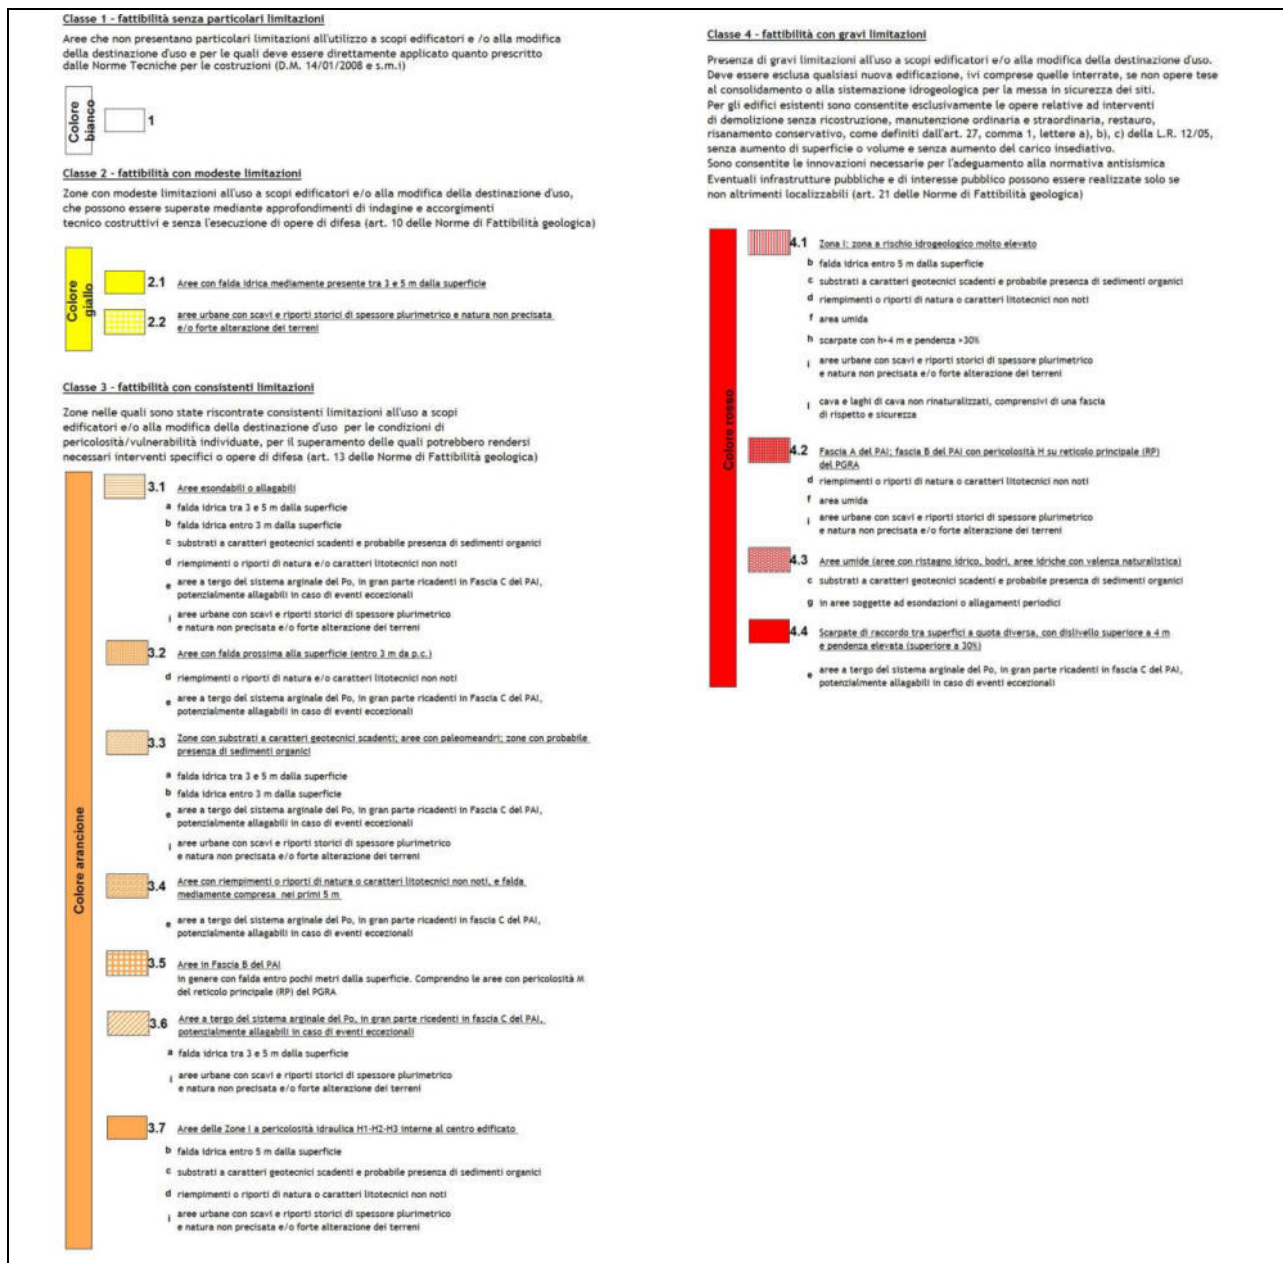 Classe 1 - fattibilità senza particolari limitazioni
Aree che non presentano particolari limitazioni all'utilizzo a scopi edificatori e /o alla modifica
della destinazione d'uso e per le quali deve essere direttamente applicato quanto prescritto
dalle Norme Tecniche per le costruzioni (D.M. 14/01/2008 e s.m.i)
Colore
bianco
1
Classe 2 - fattibilità con modeste limitazioni
Zone con modeste limitazioni all'uso a scopi edificatori e/o alla modifica della destinazione d'uso,
che possono essere superate mediante approfondimenti di indagine e accorgimenti
tecnico costruttivi e senza l'esecuzione di opere di difesa (art. 10 delle Norme di Fattibilità geologica)
Colore
giallo
2.1 Aree con falda idrica mediamente presente tra 3 e 5 m dalla superficie
2.2 aree urbane con scavi e riporti storici di spessore plurimetrico e natura non precisata
e/o forte alterazione dei terreni
Classe 3 - fattibilità con consistenti limitazioni
Zone nelle quali sono state riscontrate consistenti limitazioni all'uso a scopi
edificatori e/o alla modifica della destinazione d'uso per le condizioni di
pericolosità/vulnerabilità individuate, per il superamento delle quali potrebbero rendersi
necessari interventi specifici o opere di difesa (art. 13 delle Norme di Fattibilità geologica)
Colore arancione
3.1 Aree esondabili o allagabili
a falda idrica tra 3 e 5 m dalla superficie
b falda idrica entro 3 m dalla superficie
c substrati a caratteri geotecnici scadenti e probabile presenza di sedimenti organici
d riempimenti o riporti di natura e/o caratteri litotecnici non noti
e aree a tergo del sistema arginale del Po, in gran parte ricadenti in Fascia C del PAI,
potenzialmente allagabili in caso di eventi eccezionali
i aree urbane con scavi e riporti storici di spessore plurimetrico
e natura non precisata e/o forte alterazione dei terreni
3.2 Aree con falda prossima alla superficie (entro 3 m da p.c.)
d riempimenti o riporti di natura e/o caratteri litotecnici non noti
e aree a tergo del sistema arginale del Po, in gran parte ricadenti in Fascia C del PAI,
potenzialmente allagabili in caso di eventi eccezionali
3.3 Zone con substrati a caratteri geotecnici scadenti; aree con paleomeandri; zone con probabile
presenza di sedimenti organici
a falda idrica tra 3 e 5 m dalla superficie
b falda idrica entro 3 m dalla superficie
e aree a tergo del sistema arginale del Po, in gran parte ricadenti in Fascia C del PAI,
potenzialmente allagabili in caso di eventi eccezionali
i aree urbane con scavi e riporti storici di spessore plurimetrico
e natura non precisata e/o forte alterazione dei terreni
3.4 Aree con riempimenti o riporti di natura o caratteri litotecnici non noti, e falda
mediamente compresa nei primi 5 m
e aree a tergo del sistema arginale del Po, in gran parte ricadenti in fascia C del PAI,
potenzialmente allagabili in caso di eventi eccezionali
3.5 Aree in Fascia B del PAI
in genere con falda entro pochi metri dalla superficie. Comprendno le aree con pericolosità M
del reticolo principale (RP) del PGRA
3.6 Aree a tergo del sistema arginale del Po, in gran parte ricedenti in fascia C del PAI,
potenzialmente allagabili in caso di eventi eccezionali
a falda idrica tra 3 e 5 m dalla superficie
i aree urbane con scavi e riporti storici di spessore plurimetrico
e natura non precisata e/o forte alterazione dei terreni
3.7 Aree delle Zone I a pericolosità idraulica H1-H2-H3 interne al centro edificato
b falda idrica entro 5 m dalla superficie
c substrati a caratteri geotecnici scadenti e probabile presenza di sedimenti organici
d riempimenti o riporti di natura o caratteri litotecnici non noti
i aree urbane con scavi e riporti storici di spessore plurimetrico
e natura non precisata e/o forte alterazione dei terreni
Classe 4 - fattibilità con gravi limitazioni
Presenza di gravi limitazioni all'uso a scopi edificatori e/o alla modifica della destinazione d'uso.
Deve essere esclusa qualsiasi nuova edificazione, ivi comprese quelle interrate, se non opere tese
al consolidamento o alla sistemazione idrogeologica per la messa in sicurezza dei siti.
Per gli edifici esistenti sono consentite esclusivamente le opere relative ad interventi
di demolizione senza ricostruzione, manutenzione ordinaria e straordinaria, restauro,
risanamento conservativo, come definiti dall'art. 27, comma 1, lettere a), b), c) della L.R. 12/05,
senza aumento di superficie o volume e senza aumento del carico insediativo.
Sono consentite le innovazioni necessarie per l'adeguamento alla normativa antisismica
Eventuali infrastrutture pubbliche e di interesse pubblico possono essere realizzate solo se
non altrimenti localizzabili (art. 21 delle Norme di Fattibilità geologica)
Colore rosso
4.1 Zona I: zona a rischio idrogeologico molto elevato
b falda idrica entro 5 m dalla superficie
c substrati a caratteri geotecnici scadenti e probabile presenza di sedimenti organici
d riempimenti o riporti di natura o caratteri litotecnici non noti
f area umida
h scarpate con h>4 m e pendenza >30%
i aree urbane con scavi e riporti storici di spessore plurimetrico
e natura non precisata e/o forte alterazione dei terreni
l cava e laghi di cava non rinaturalizzati, comprensivi di una fascia
di rispetto e sicurezza
4.2 Fascia A del PAI; fascia B del PAI con pericolosità H su reticolo principale (RP)
del PGRA
d riempimenti o riporti di natura o caratteri litotecnici non noti
f area umida
i aree urbane con scavi e riporti storici di spessore plurimetrico
e natura non precisata e/o forte alterazione dei terreni
4.3 Aree umide (aree con ristagno idrico, bodri, aree idriche con valenza naturalistica)
c substrati a caratteri geotecnici scadenti e probabile presenza di sedimenti organici
g in aree soggette ad esondazioni o allagamenti periodici
4.4 Scarpate di raccordo tra superfici a quota diversa, con dislivello superiore a 4 m
e pendenza elevata (superiore a 30%)
e aree a tergo del sistema arginale del Po, in gran parte ricadenti in fascia C del PAI,
potenzialmente allagabili in caso di eventi eccezionali